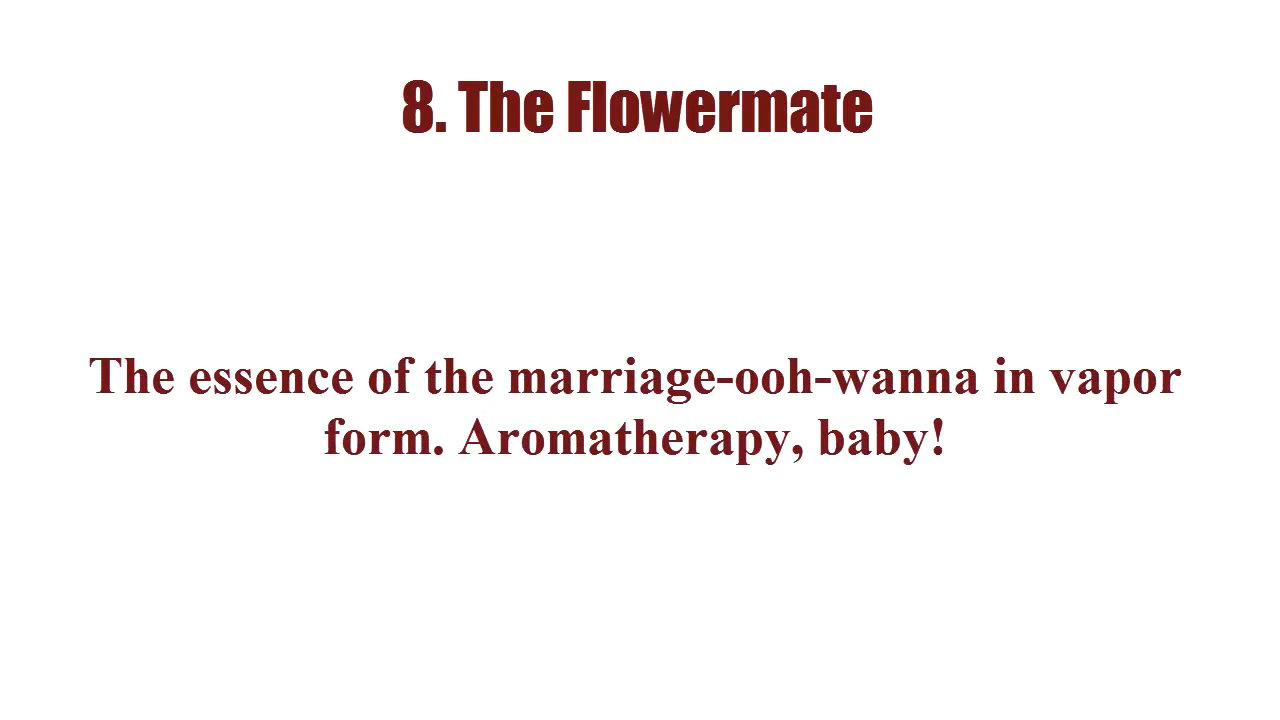 8. The Flowermate
The essence of the marriage-ooh-wanna in vapor
form. Aromatherapy, baby!